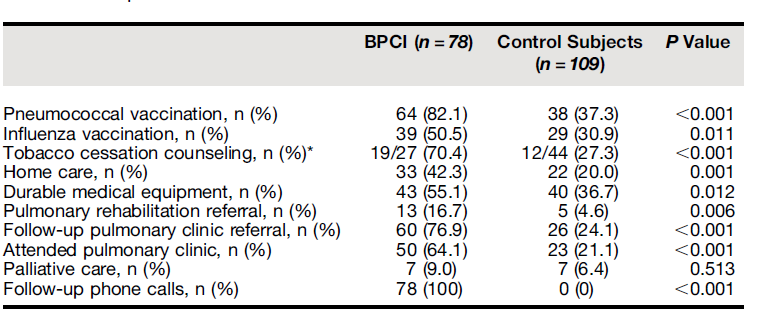 BPCI (n = 78) Control Subjects (n = 109) P Value
Pneumococcal vaccination, n (%) 64 (82.1) 38 (37.3) <0.001
Influenza vaccination, n (%) 39 (50.5) 29 (30.9) 0.011
Tobacco cessation counseling, n (%)* 19/27 (70.4) 12/44 (27.3) <0.001
Home care, n (%) 33 (42.3) 22 (20.0) 0.001
Durable medical equipment, n (%) 43 (55.1) 40 (36.7) 0.012
Pulmonary rehabilitation referral, n (%) 13 (16.7) 5 (4.6) 0.006
Follow-up pulmonary clinic referral, n (%) 60 (76.9) 26 (24.1) <0.001
Attended pulmonary clinic, n (%) 50 (64.1) 23 (21.1) <0.001
Palliative care, n (%) 7 (9.0) 7 (6.4) 0.513
Follow-up phone calls, n (%) 78 (100) 0 (0) <0.001